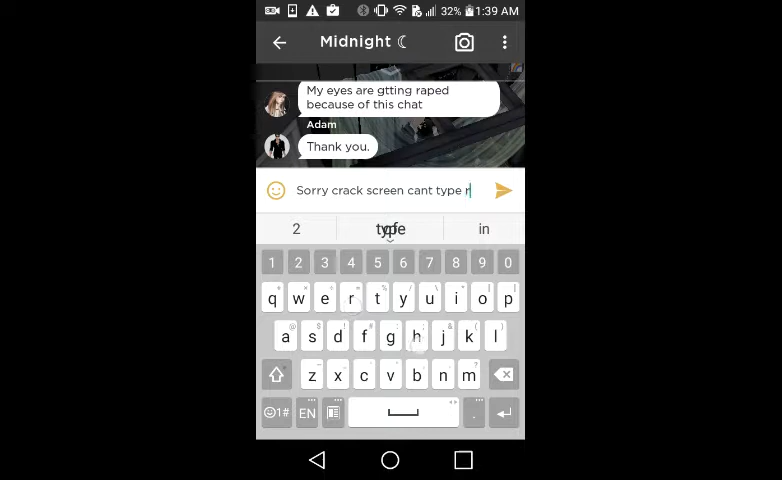 32% 1:39 AM
Midnight ☾
My eyes are gtting raped
because of this chat
Adam
Thank you.
Sorry crack screen cant type r
2 in
1 2 3 4 5 6 7 8 9 0
q w e r t y u i o p
a s d f g h j k l
z x c v b n m
1# EN .